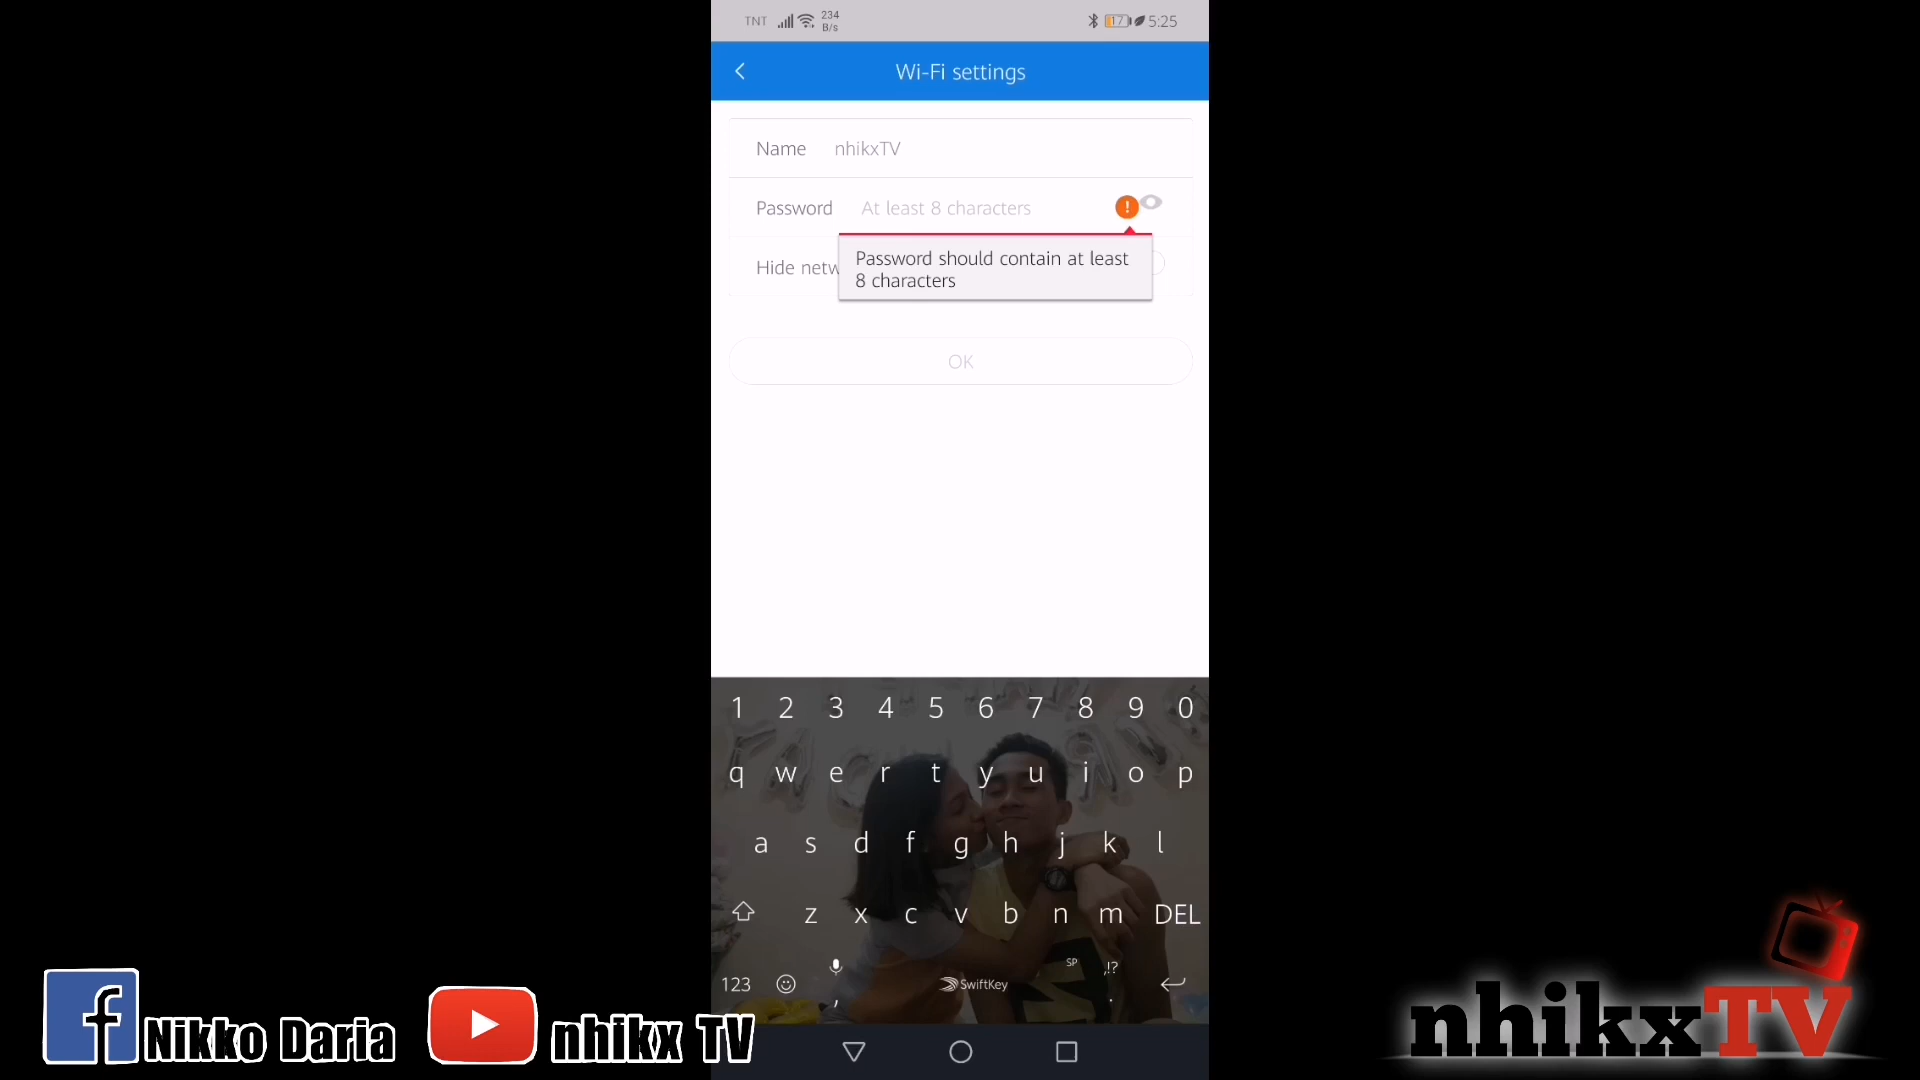 TNT 234 B/s 17 5:25
Wi-Fi settings
Name nhikxTV
Password At least 8 characters !
Password should contain at least
8 characters
Hide netw
OK
1 2 3 4 5 6 7 8 9 0
q w e r t y u i o p
a s d f g h j k l
z x c v b n m DEL
123 , SwiftKey SP ,!? .
Nikko Daria nhikx TV
nhikxTV